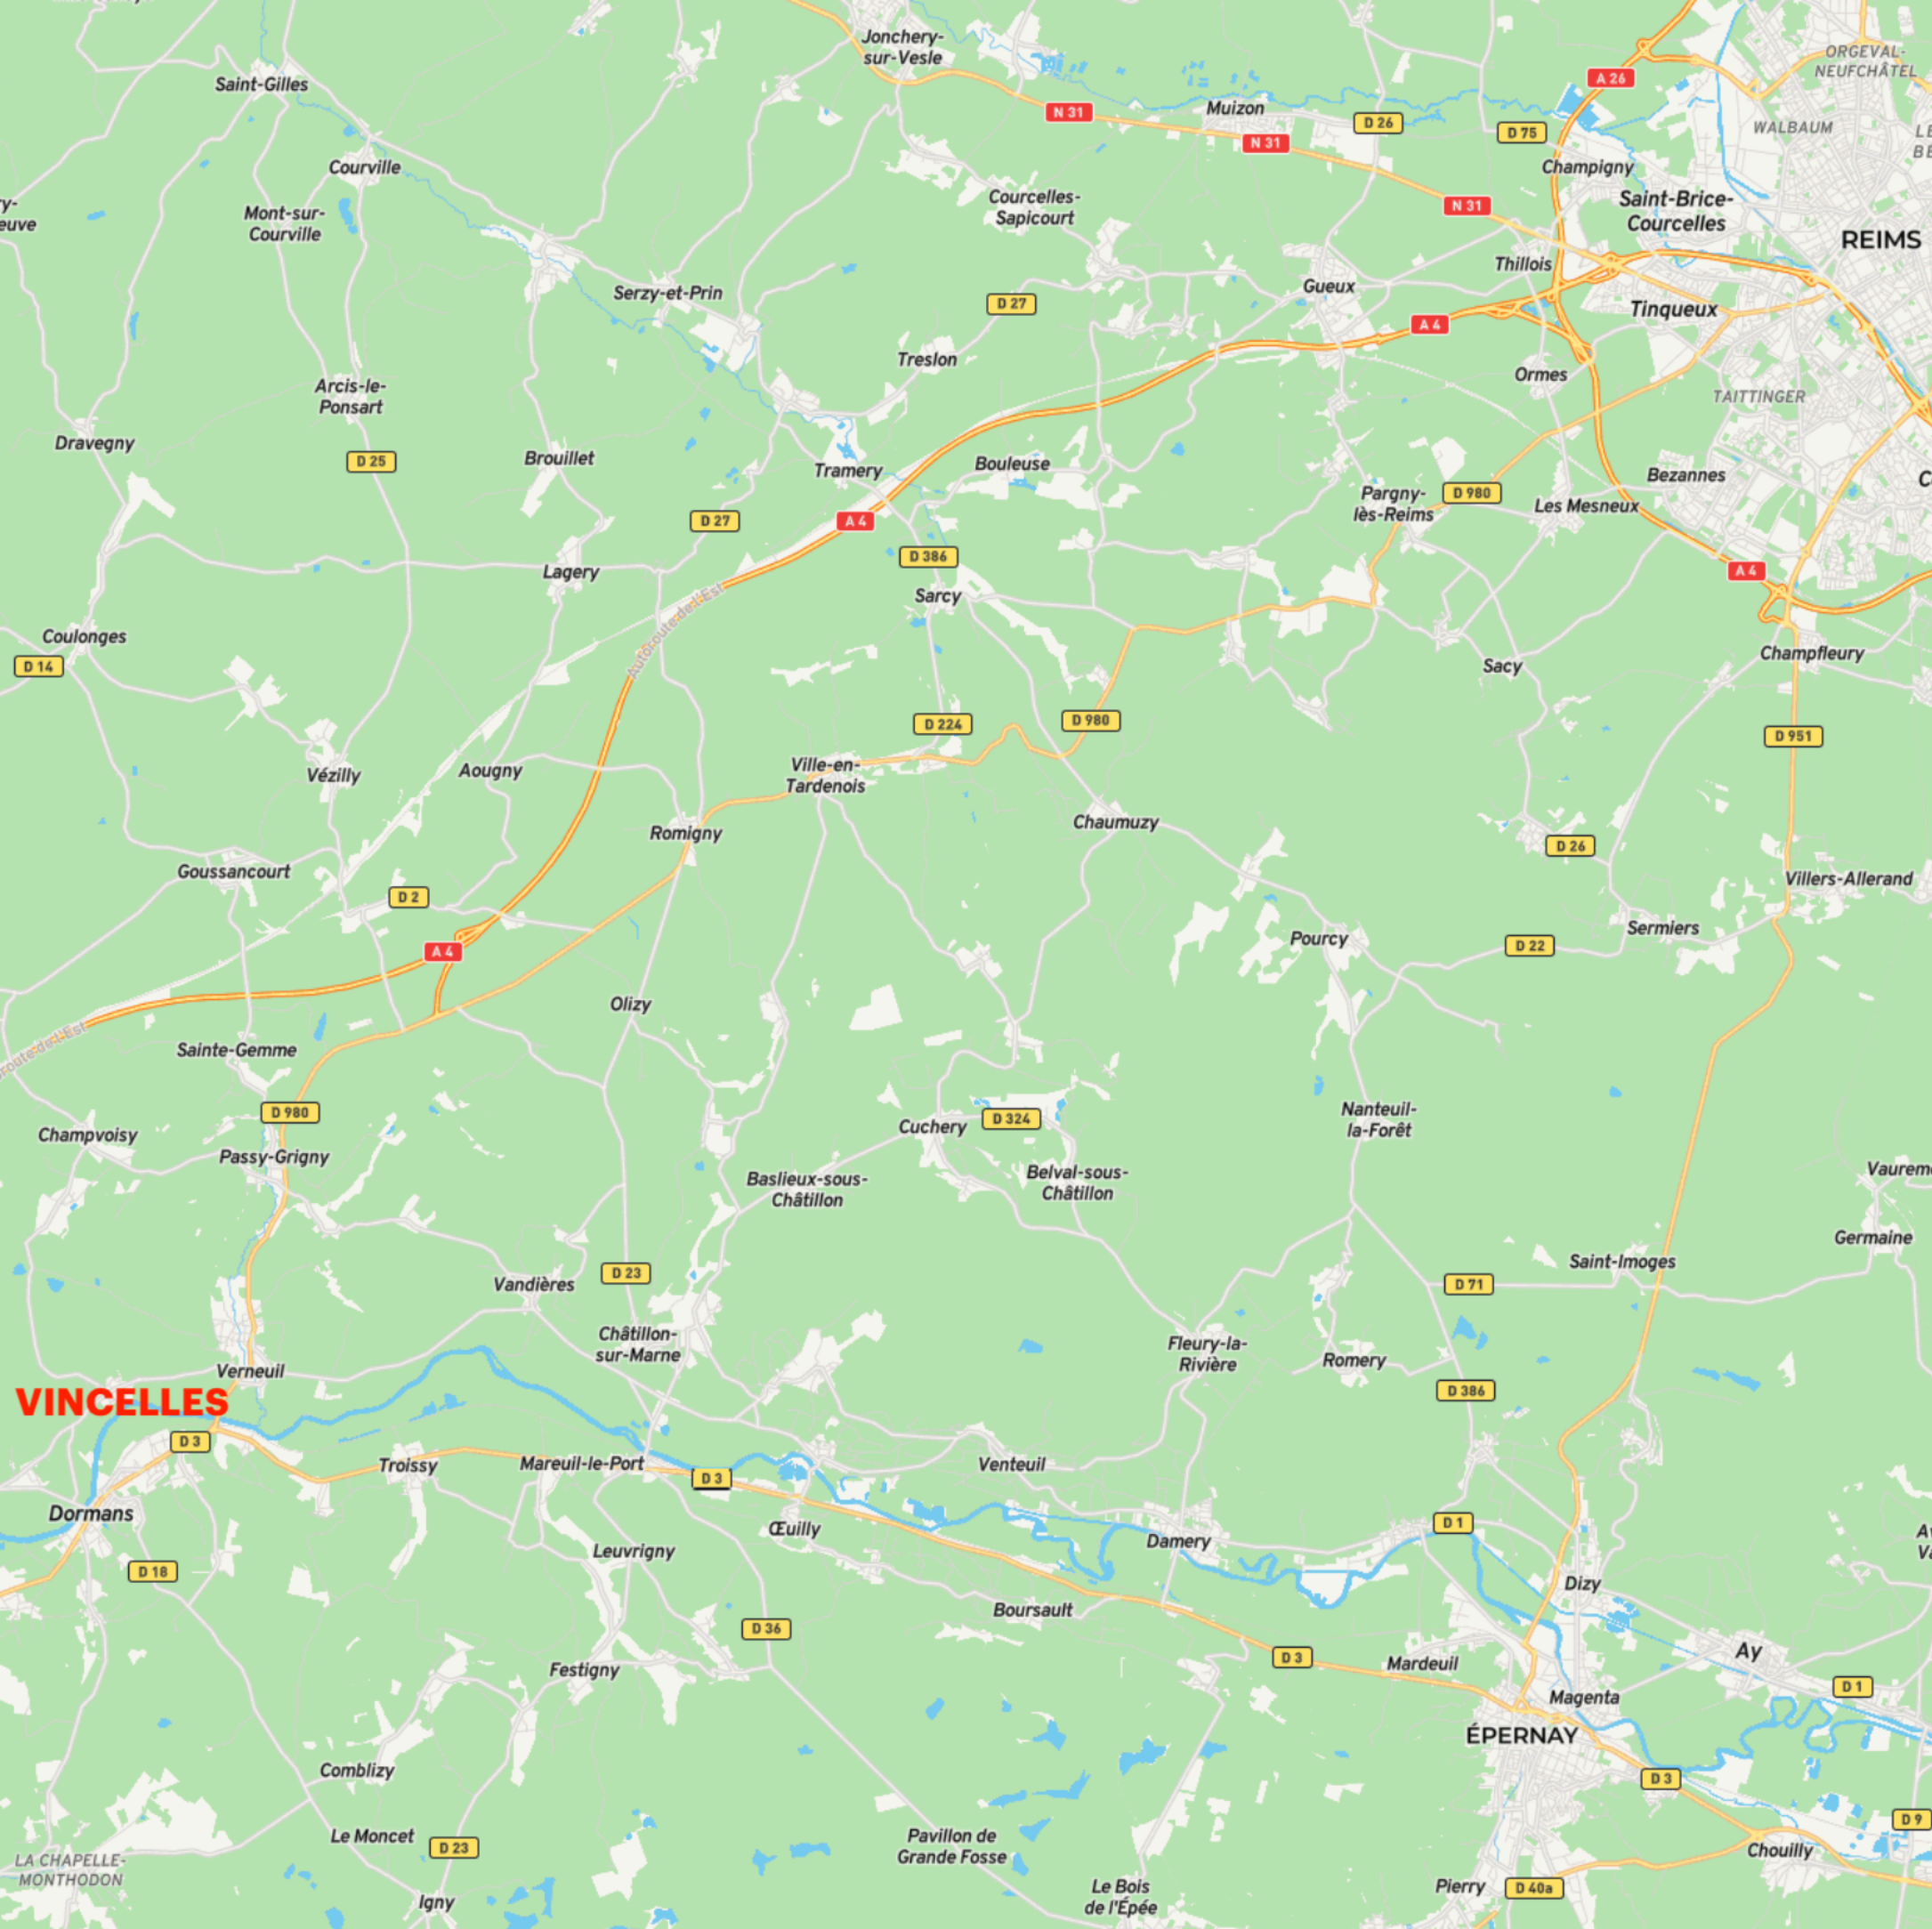 Jonchery-
sur-Vesle
ORGEVAL-
NEUFCHÂTEL
Saint-Gilles
A 26
N 31
Muizon
D 26
D 75
WALBAUM
N 31
Courville
Champigny
Mont-sur-
Courville
Courcelles-
Sapicourt
N 31
Saint-Brice-
Courcelles
REIMS
Thillois
Serzy-et-Prin
D 27
Gueux
Tinqueux
A 4
Treslon
Ormes
Arcis-le-
Ponsart
TAITTINGER
Dravegny
D 25
Brouillet
Tramery
Bouleuse
Bezannes
Pargny-
lès-Reims
D 980
Les Mesneux
D 27
A 4
D 386
Lagery
A 4
Sarcy
Autoroute de l'Est
Coulonges
D 14
Champfleury
Sacy
D 224
D 980
D 951
Vézilly
Aougny
Ville-en-
Tardenois
Romigny
Chaumuzy
D 26
Goussancourt
D 2
Villers-Allerand
Sermiers
A 4
Pourcy
D 22
Olizy
route de l'Est
Sainte-Gemme
D 980
Cuchery
D 324
Nanteuil-
la-Forêt
Champvoisy
Passy-Grigny
Baslieux-sous-
Châtillon
Belval-sous-
Châtillon
Germaine
Saint-Imoges
D 23
Vandières
D 71
Châtillon-
sur-Marne
Fleury-la-
Rivière
Romery
Verneuil
VINCELLES
D 386
D 3
Troissy
Mareuil-le-Port
D 3
Venteuil
Dormans
Œuilly
D 1
Damery
Leuvrigny
D 18
Dizy
Boursault
D 36
Ay
D 3
Mardeuil
Festigny
D 1
Magenta
ÉPERNAY
Comblizy
D 3
D 9
Le Moncet
D 23
Pavillon de
Grande Fosse
Chouilly
LA CHAPELLE-
MONTHODON
Le Bois
de l'Épée
Pierry
D 40a
Igny